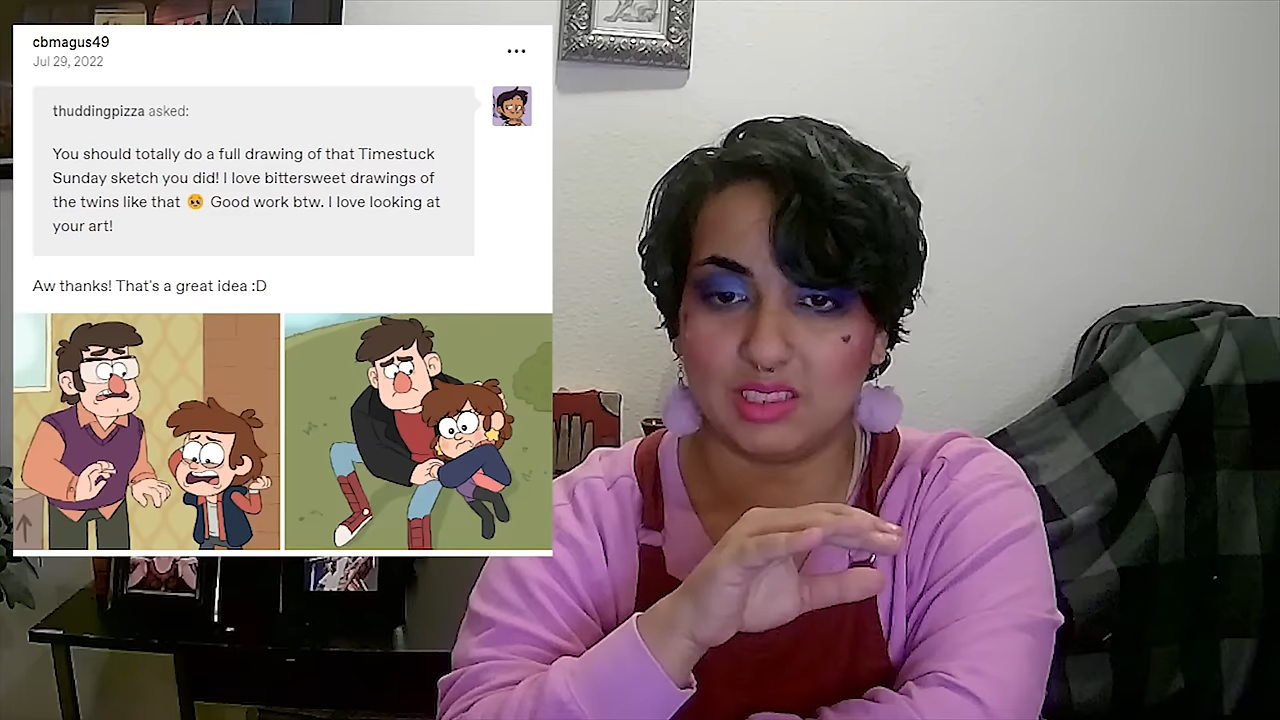 cbmagus49
Jul 29, 2022
thuddingpizza asked:
You should totally do a full drawing of that Timestuck
Sunday sketch you did! I love bittersweet drawings of
the twins like that 🥺 Good work btw. I love looking at
your art!
Aw thanks! That's a great idea :D